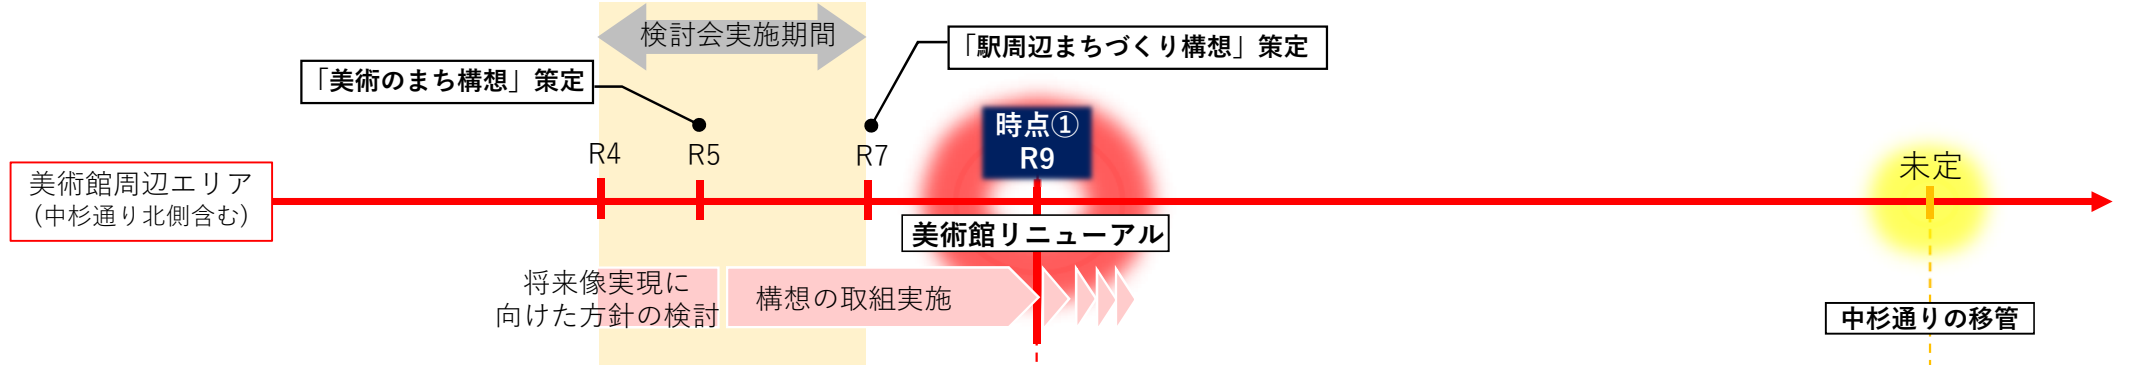 検討会実施期間
「駅周辺まちづくり構想」策定
「美術のまち構想」策定
時点①
R9
R4
R5
R7
未定
美術館周辺エリア
（中杉通り北側含む）
美術館リニューアル
将来像実現に
向けた方針の検討
構想の取組実施
中杉通りの移管